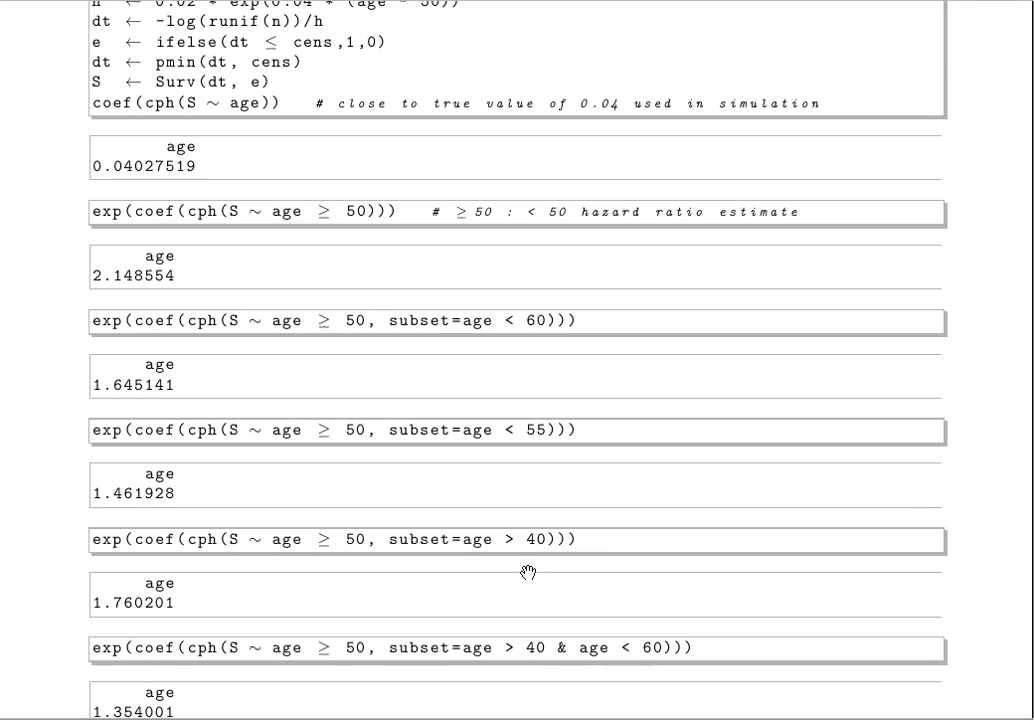 dt ← -log(runif(n))/h
e ← ifelse(dt ≤ cens,1,0)
dt ← pmin(dt, cens)
S ← Surv(dt, e)
coef(cph(S ∼ age)) # close to true value of 0.04 used in simulation
age
0.04027519
exp(coef(cph(S ∼ age ≥ 50))) # ≥50 : < 50 hazard ratio estimate
age
2.148554
exp(coef(cph(S ∼ age ≥ 50, subset=age < 60)))
age
1.645141
exp(coef(cph(S ∼ age ≥ 50, subset=age < 55)))
age
1.461928
exp(coef(cph(S ∼ age ≥ 50, subset=age > 40)))
age
1.760201
exp(coef(cph(S ∼ age ≥ 50, subset=age > 40 & age < 60)))
age
1.354001